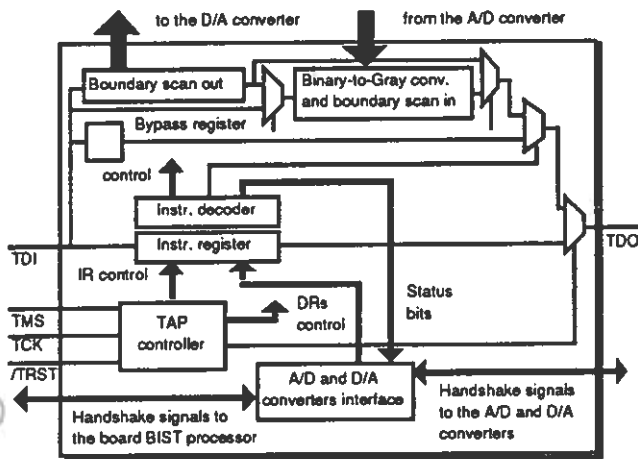 to the D/A converter
from the A/D converter
Boundary scan out
Binary-to-Gray conv.
and boundary scan in
Bypass register
control
Instr. decoder
Instr. register
TDI
TDO
IR control
DRs
control
Status
bits
TMS
TCK
/TRST
TAP
controller
A/D and D/A
converters interface
Handshake signals to
the board BIST processor
Handshake signals
to the A/D and D/A
converters